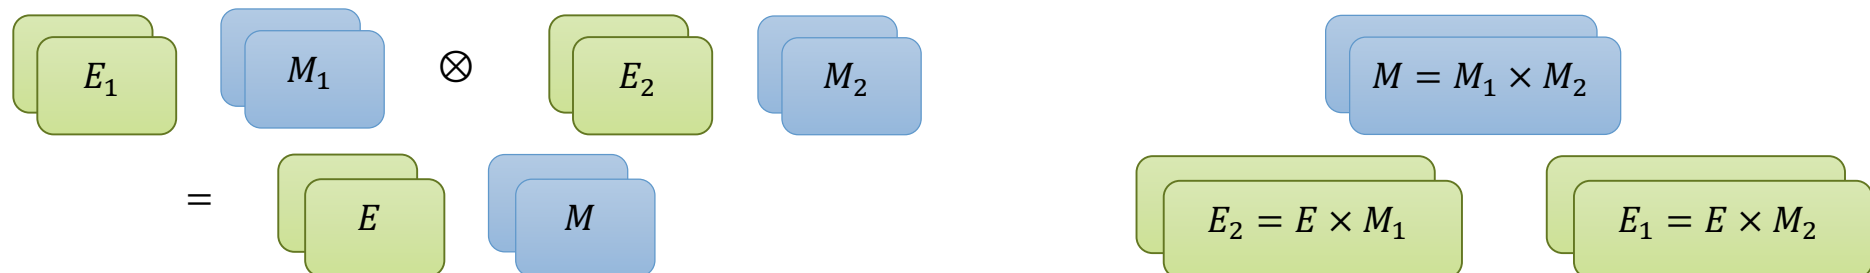 E₁ M₁ ⊗ E₂ M₂
= E M
M = M₁ × M₂
E₂ = E × M₁
E₁ = E × M₂